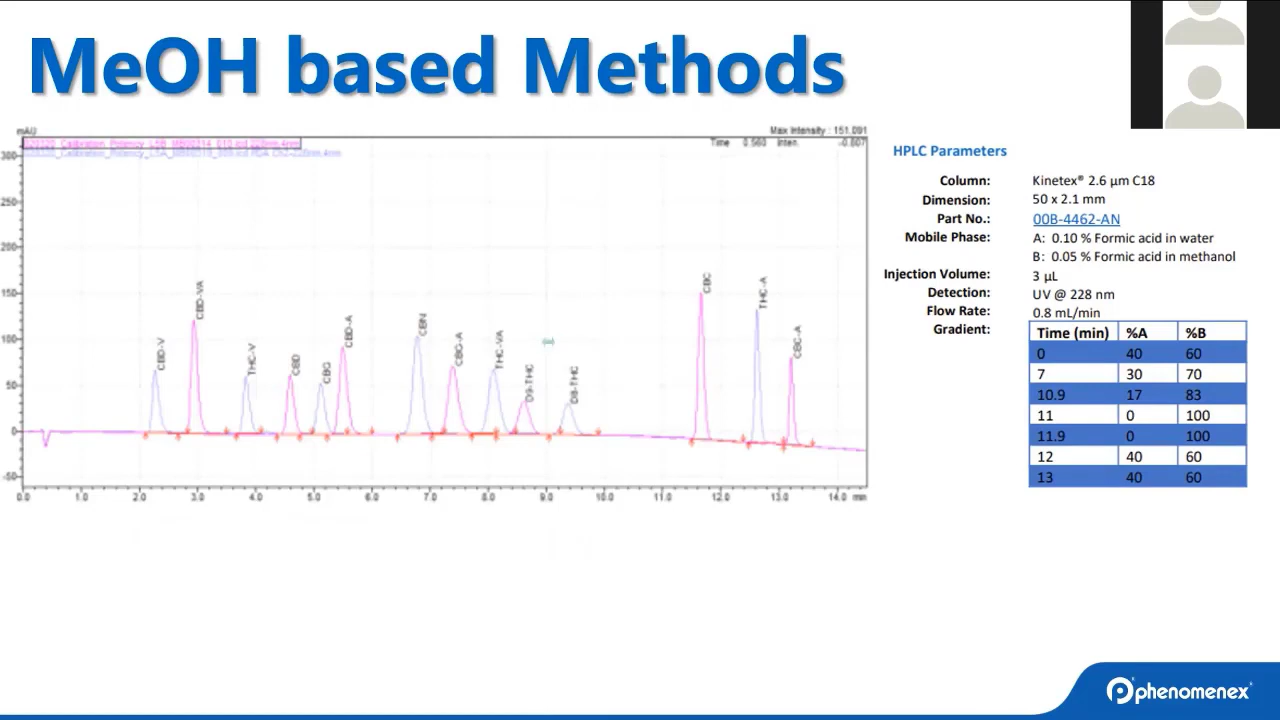 MeOH based Methods
mAU
Max Intensity : 151,091
Time 0.560 Inten. -0.807
300
250
200
150
100
50
0
-50
CBD-V
CBD-VA
THC-V
CBD
CBG
CBD-A
CBN
CBG-A
THC-VA
D9-THC
D8-THC
CBC
THC-A
CBC-A
0.0 1.0 2.0 3.0 4.0 5.0 6.0 7.0 8.0 9.0 10.0 11.0 12.0 13.0 14.0 min
HPLC Parameters
Column: Kinetex® 2.6 µm C18
Dimension: 50 x 2.1 mm
Part No.: 00B-4462-AN
Mobile Phase: A: 0.10 % Formic acid in water
B: 0.05 % Formic acid in methanol
Injection Volume: 3 µL
Detection: UV @ 228 nm
Flow Rate: 0.8 mL/min
Gradient:
Time (min) %A %B
0 40 60
7 30 70
10.9 17 83
11 0 100
11.9 0 100
12 40 60
13 40 60
phenomenex®